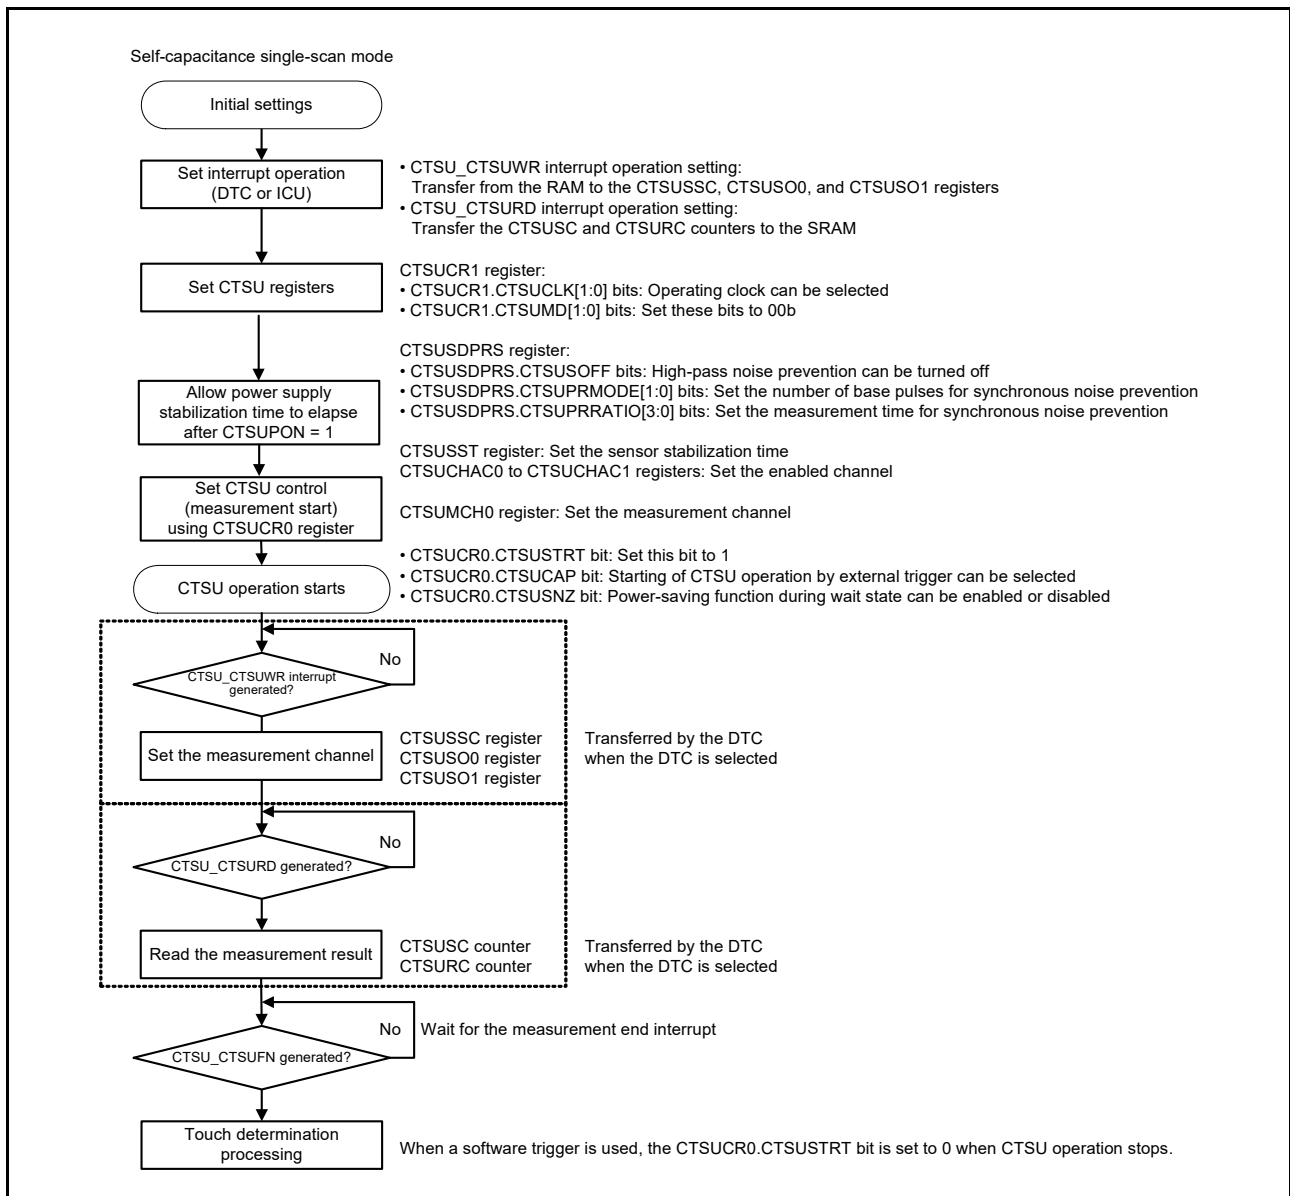 Self-capacitance single-scan mode
Initial settings
Set interrupt operation
(DTC or ICU)
• CTSU_CTSUWR interrupt operation setting:
Transfer from the RAM to the CTSUSSC, CTSUSO0, and CTSUSO1 registers
• CTSU_CTSURD interrupt operation setting:
Transfer the CTSUSC and CTSURC counters to the SRAM
Set CTSU registers
CTSUCR1 register:
• CTSUCR1.CTSUCLK[1:0] bits: Operating clock can be selected
• CTSUCR1.CTSUMD[1:0] bits: Set these bits to 00b
CTSUSDPRS register:
• CTSUSDPRS.CTSUSOFF bits: High-pass noise prevention can be turned off
• CTSUSDPRS.CTSUPRMODE[1:0] bits: Set the number of base pulses for synchronous noise prevention
• CTSUSDPRS.CTSUPRRATIO[3:0] bits: Set the measurement time for synchronous noise prevention
Allow power supply
stabilization time to elapse
after CTSUPON = 1
CTSUSST register: Set the sensor stabilization time
CTSUCHAC0 to CTSUCHAC1 registers: Set the enabled channel
CTSUMCH0 register: Set the measurement channel
Set CTSU control
(measurement start)
using CTSUCR0 register
• CTSUCR0.CTSUSTRT bit: Set this bit to 1
• CTSUCR0.CTSUCAP bit: Starting of CTSU operation by external trigger can be selected
• CTSUCR0.CTSUSNZ bit: Power-saving function during wait state can be enabled or disabled
CTSU operation starts
No
CTSU_CTSUWR interrupt
generated?
Set the measurement channel
CTSUSSC register
CTSUSO0 register
CTSUSO1 register
Transferred by the DTC
when the DTC is selected
No
CTSU_CTSURD generated?
Read the measurement result
CTSUSC counter
CTSURC counter
Transferred by the DTC
when the DTC is selected
No
Wait for the measurement end interrupt
CTSU_CTSUFN generated?
Touch determination
processing
When a software trigger is used, the CTSUCR0.CTSUSTRT bit is set to 0 when CTSU operation stops.